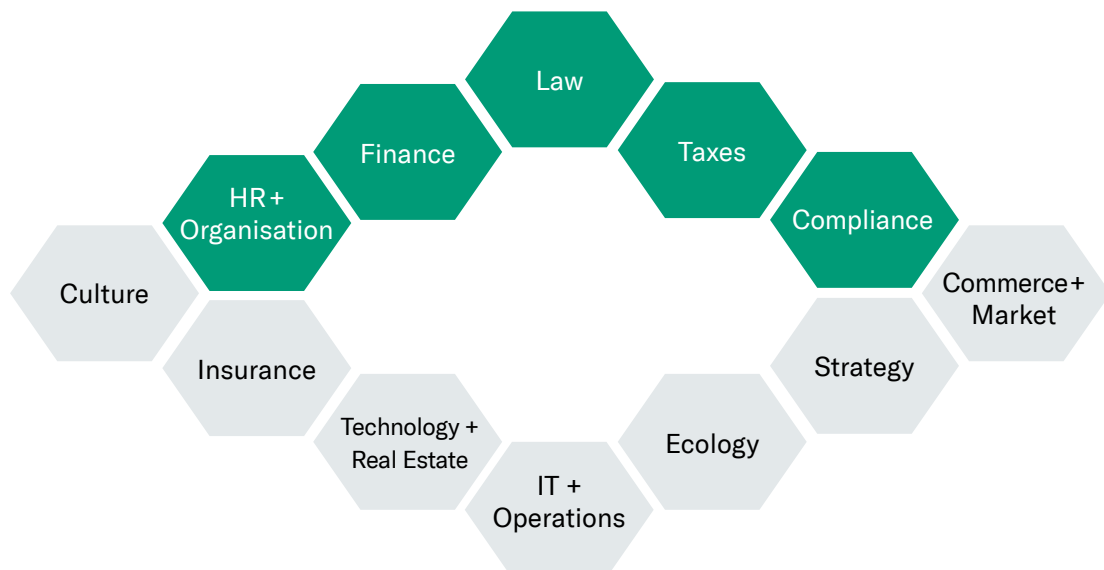 Law
Finance
Taxes
HR +
Organisation
Compliance
Culture
Commerce +
Market
Insurance
Strategy
Technology +
Real Estate
Ecology
IT +
Operations